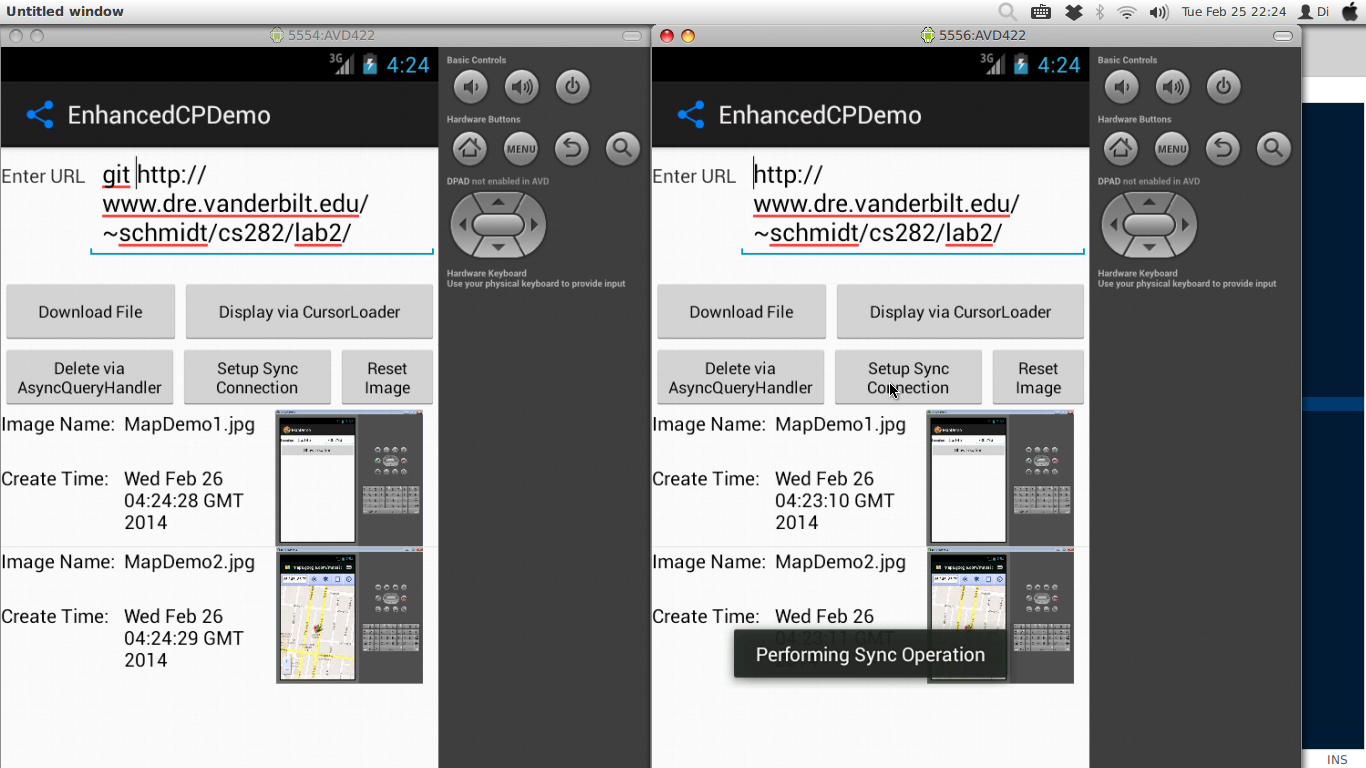 Untitled window
Tue Feb 25 22:24
Di
5554:AVD422
3G
4:24
EnhancedCPDemo
Enter URL
git http://
www.dre.vanderbilt.edu/
~schmidt/cs282/lab2/
Download File
Display via CursorLoader
Delete via
AsyncQueryHandler
Setup Sync
Connection
Reset
Image
Image Name: MapDemo1.jpg
Create Time: Wed Feb 26
04:24:28 GMT
2014
Image Name: MapDemo2.jpg
Create Time: Wed Feb 26
04:24:29 GMT
2014
Basic Controls
Hardware Buttons
MENU
DPAD not enabled in AVD
Hardware Keyboard
Use your physical keyboard to provide input
5556:AVD422
3G
4:24
EnhancedCPDemo
Enter URL
http://
www.dre.vanderbilt.edu/
~schmidt/cs282/lab2/
Download File
Display via CursorLoader
Delete via
AsyncQueryHandler
Setup Sync
Connection
Reset
Image
Image Name: MapDemo1.jpg
Create Time: Wed Feb 26
04:23:10 GMT
2014
Image Name: MapDemo2.jpg
Create Time: Wed Feb 26
Performing Sync Operation
Basic Controls
Hardware Buttons
MENU
DPAD not enabled in AVD
Hardware Keyboard
Use your physical keyboard to provide input
INS